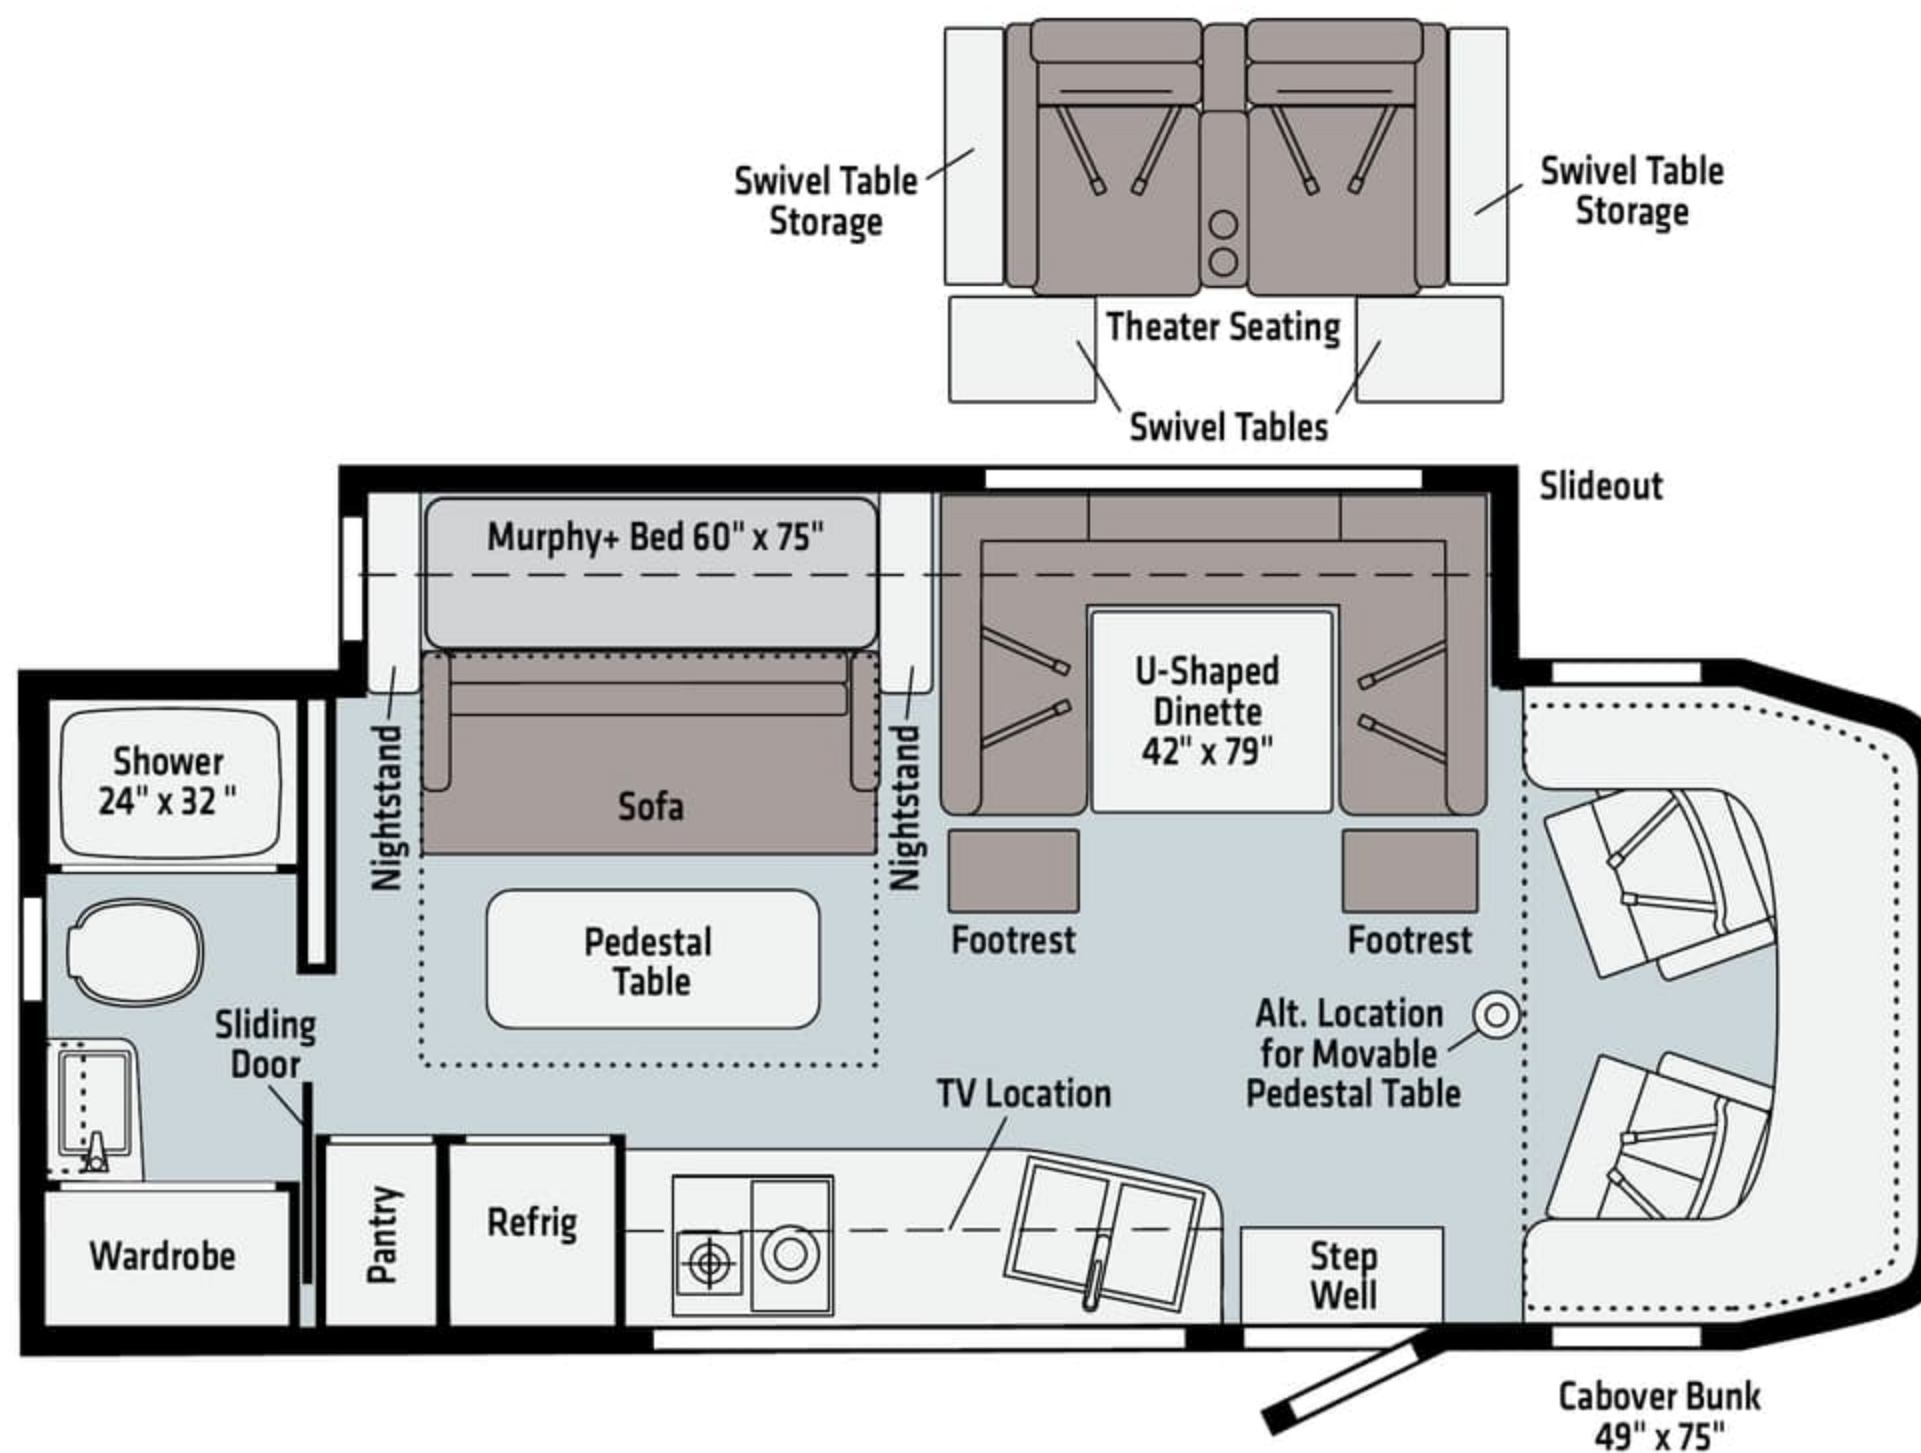 Swivel Table
Storage
Swivel Table
Storage
Theater Seating
Swivel Tables
Slideout
Murphy+ Bed 60" x 75"
U-Shaped
Dinette
42" x 79"
Shower
24" x 32 "
Nightstand
Sofa
Nightstand
Pedestal
Table
Footrest
Footrest
Sliding
Door
Alt. Location
for Movable
Pedestal Table
TV Location
Wardrobe
Pantry
Refrig
Step
Well
Cabover Bunk
49" x 75"